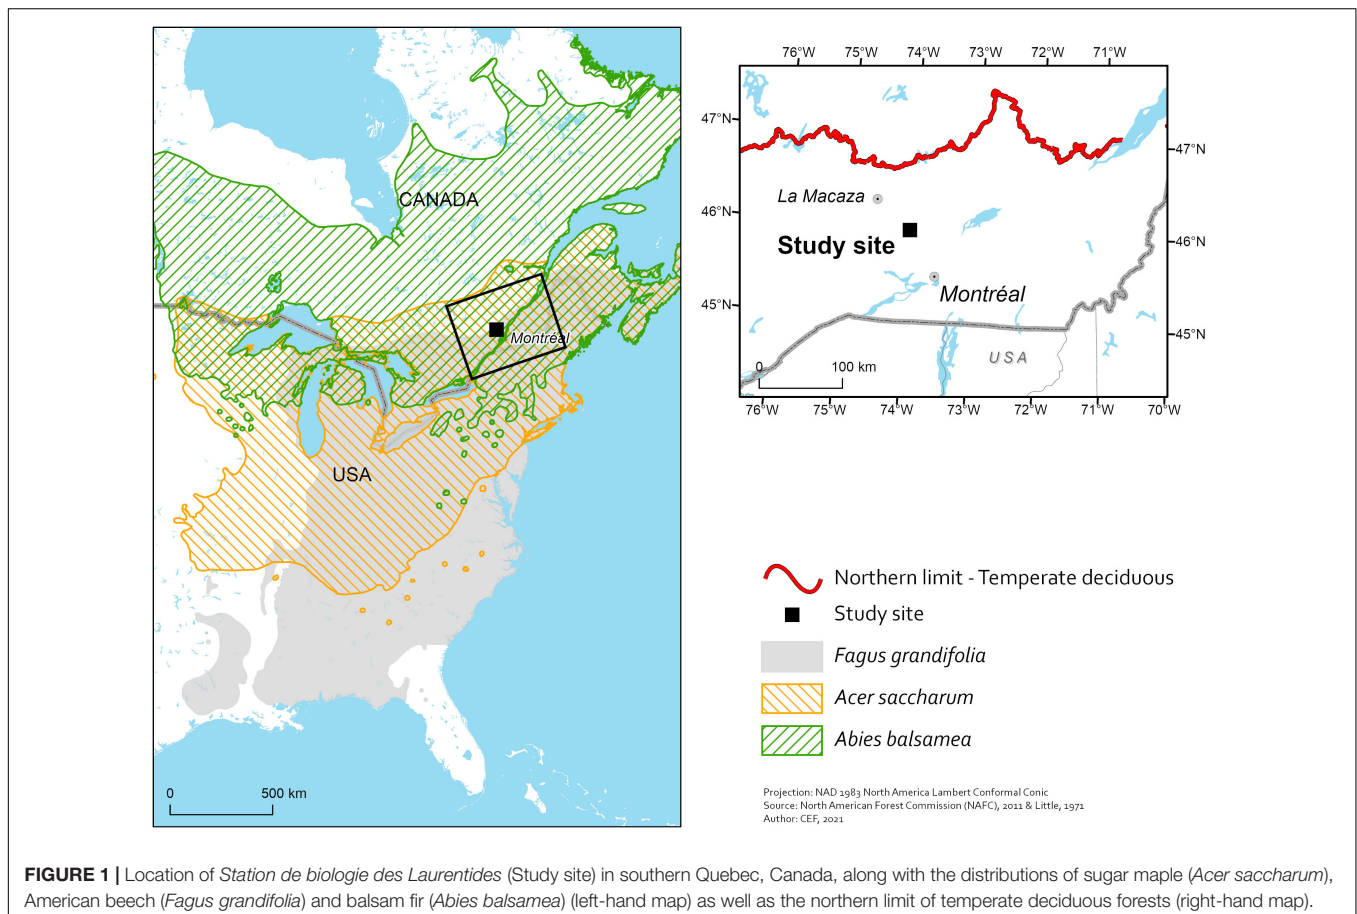 CANADA
Montréal
USA
0 500 km
76°W 75°W 74°W 73°W 72°W 71°W
47°N
47°N
La Macaza
46°N
Study site
46°N
Montréal
45°N
45°N
USA
0 100 km
76°W 75°W 74°W 73°W 72°W 71°W 70°W
Northern limit - Temperate deciduous
Study site
Fagus grandifolia
Acer saccharum
Abies balsamea
Projection: NAD 1983 North America Lambert Conformal Conic
Source: North American Forest Commission (NAFC), 2011 & Little, 1971
Author: CEF, 2021
FIGURE 1 | Location of Station de biologie des Laurentides (Study site) in southern Quebec, Canada, along with the distributions of sugar maple (Acer saccharum),
American beech (Fagus grandifolia) and balsam fir (Abies balsamea) (left-hand map) as well as the northern limit of temperate deciduous forests (right-hand map).